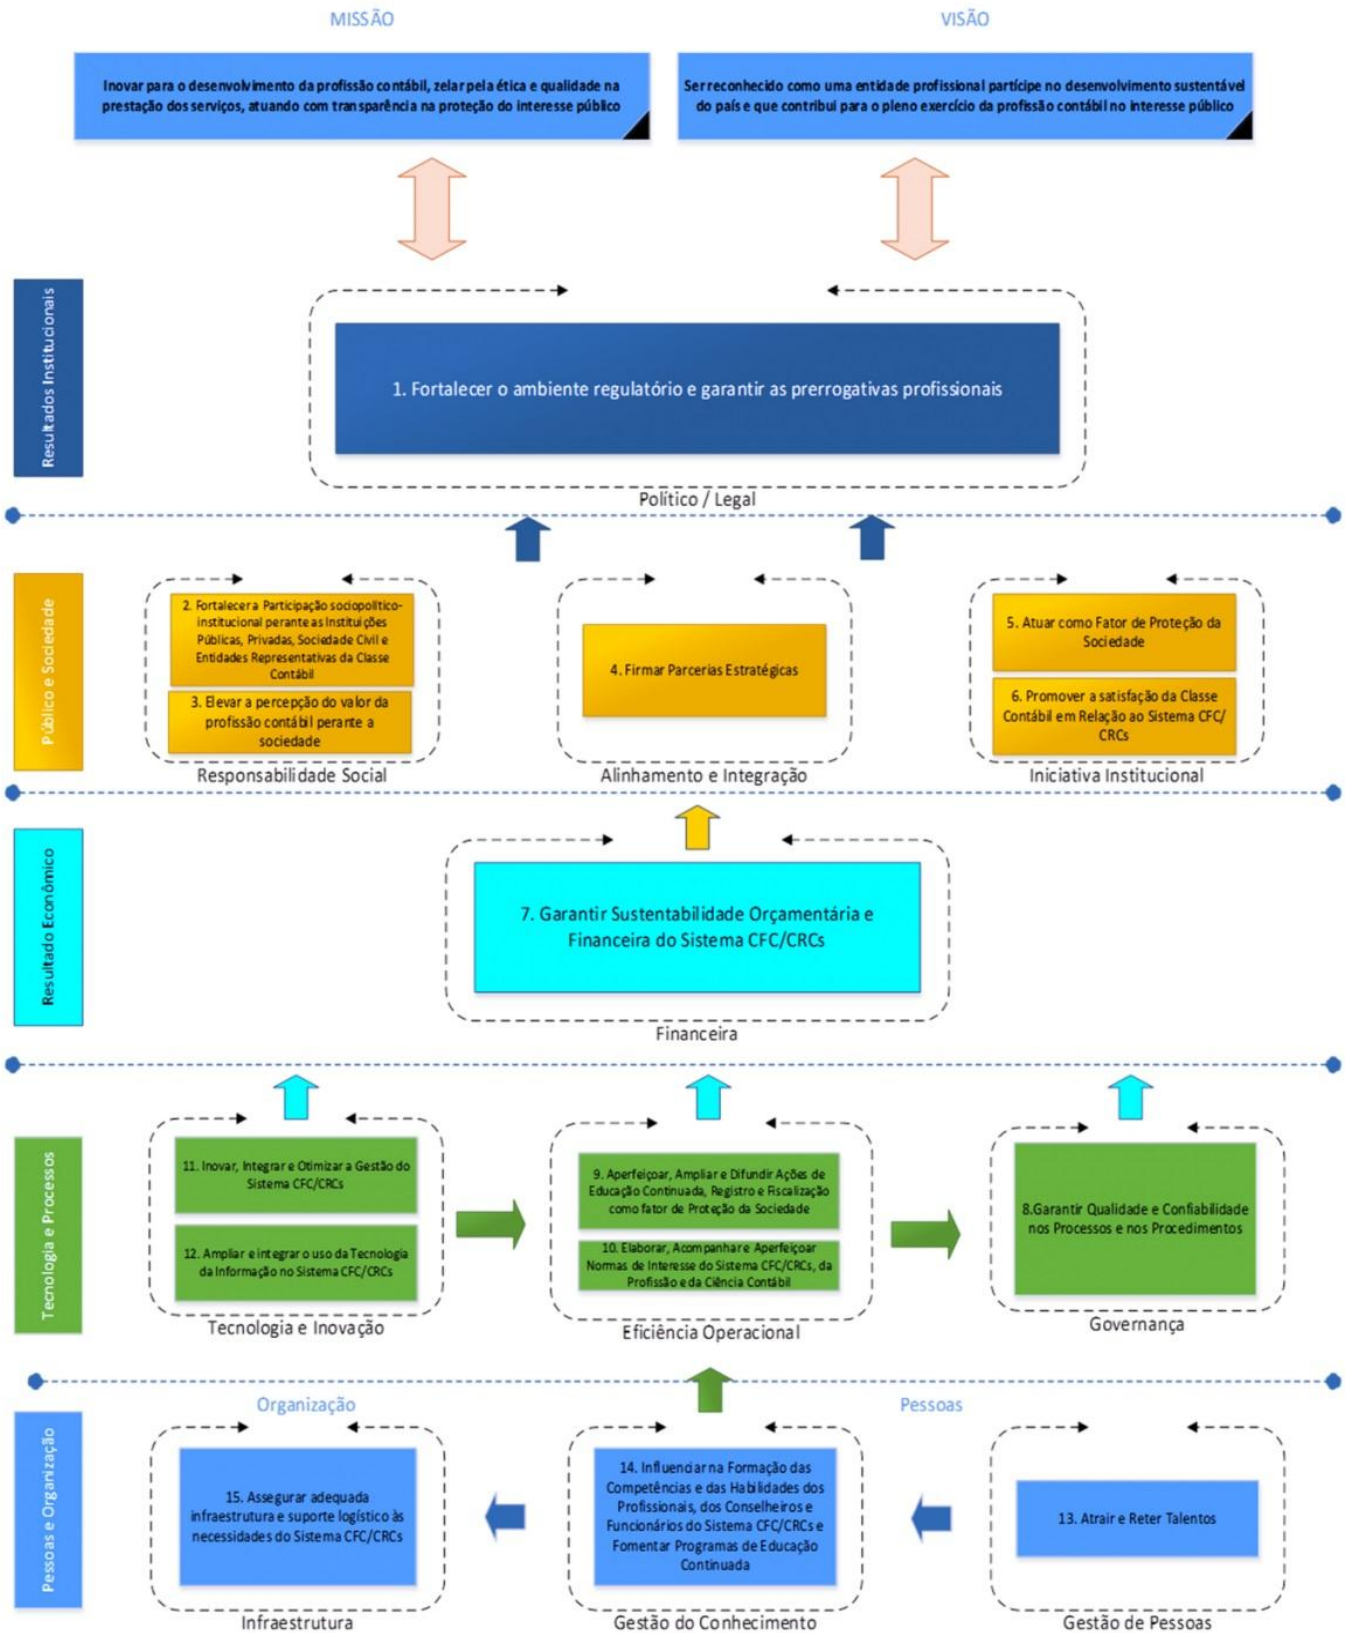 MISSÃO
VISÃO
Inovar para o desenvolvimento da profissão contábil, zelar pela ética e qualidade na
prestação dos serviços, atuando com transparência na proteção do interesse público
Ser reconhecido como uma entidade profissional partícipe no desenvolvimento sustentável
do país e que contribui para o pleno exercício da profissão contábil no interesse público
Resultados Institucionais
1. Fortalecer o ambiente regulatório e garantir as prerrogativas profissionais
Político / Legal
Público e Sociedade
2. Fortalecer a Participação sociopolítico-
institucional perante as Instituições
Públicas, Privadas, Sociedade Civil e
Entidades Representativas da Classe
Contábil
3. Elevar a percepção do valor da
profissão contábil perante a
sociedade
Responsabilidade Social
4. Firmar Parcerias Estratégicas
Alinhamento e Integração
5. Atuar como Fator de Proteção da
Sociedade
6. Promover a satisfação da Classe
Contábil em Relação ao Sistema CFC/
CRCs
Iniciativa Institucional
Resultado Econômico
7. Garantir Sustentabilidade Orçamentária e
Financeira do Sistema CFC/CRCs
Financeira
Tecnologia e Processos
11. Inovar, Integrar e Otimizar a Gestão do
Sistema CFC/CRCs
12. Ampliar e integrar o uso da Tecnologia
da Informação no Sistema CFC/CRCs
Tecnologia e Inovação
9. Aperfeiçoar, Ampliar e Difundir Ações de
Educação Continuada, Registro e Fiscalização
como fator de Proteção da Sociedade
10. Elaborar, Acompanhar e Aperfeiçoar
Normas de Interesse do Sistema CFC/CRCs, da
Profissão e da Ciência Contábil
Eficiência Operacional
8.Garantir Qualidade e Confiabilidade
nos Processos e nos Procedimentos
Governança
Pessoas e Organização
Organização
Pessoas
15. Assegurar adequada
infraestrutura e suporte logístico às
necesidades do Sistema CFC/CRCs
Infraestrutura
14. Influenciar na Formação das
Competências e das Habilidades dos
Profissionais, dos Conselheiros e
Funcionários do Sistema CFC/CRCs e
Fomentar Programas de Educação
Continuada
Gestão do Conhecimento
13. Atrair e Reter Talentos
Gestão de Pessoas